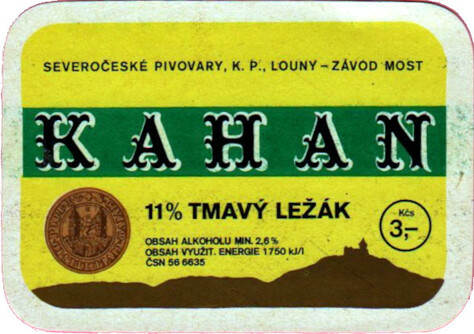 SEVEROČESKÉ PIVOVARY, K. P., LOUNY – ZÁVOD MOST
KAHAN
11% TMAVÝ LEŽÁK
OBSAH ALKOHOLU MIN. 2,6%
OBSAH VYUŽIT. ENERGIE 1750 kJ/l
ČSN 56 6635
Kčs
3,–